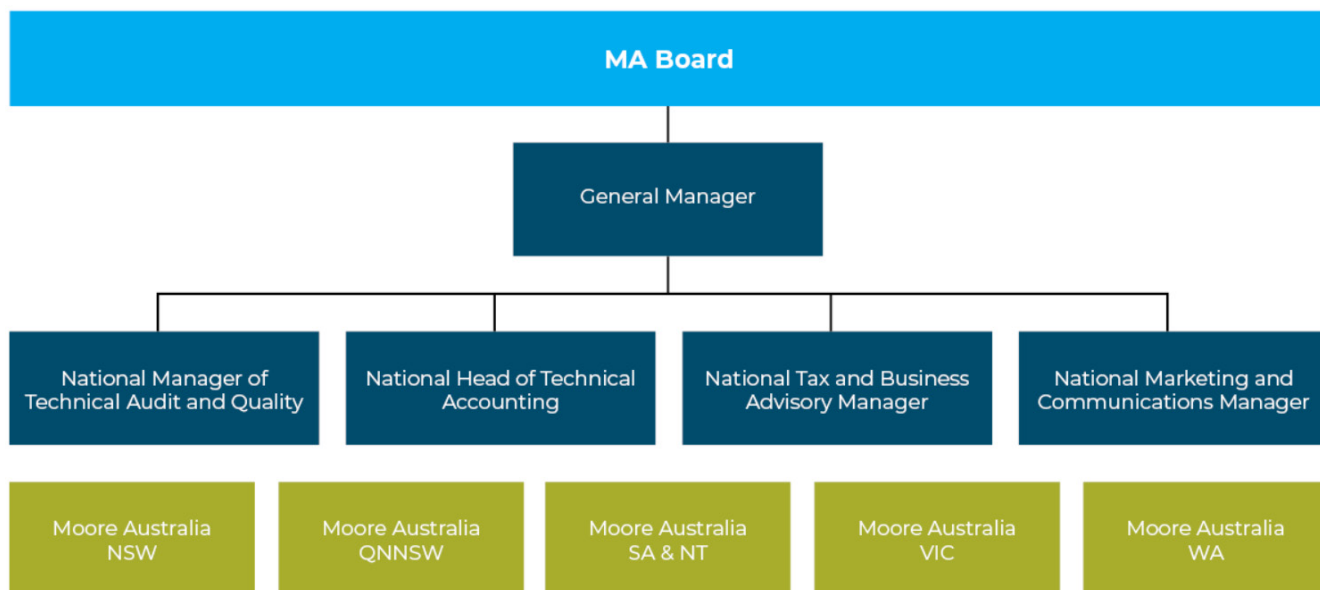 MA Board
General Manager
National Manager of
Technical Audit and Quality
National Head of Technical
Accounting
National Tax and Business
Advisory Manager
National Marketing and
Communications Manager
Moore Australia
NSW
Moore Australia
QNNSW
Moore Australia
SA & NT
Moore Australia
VIC
Moore Australia
WA